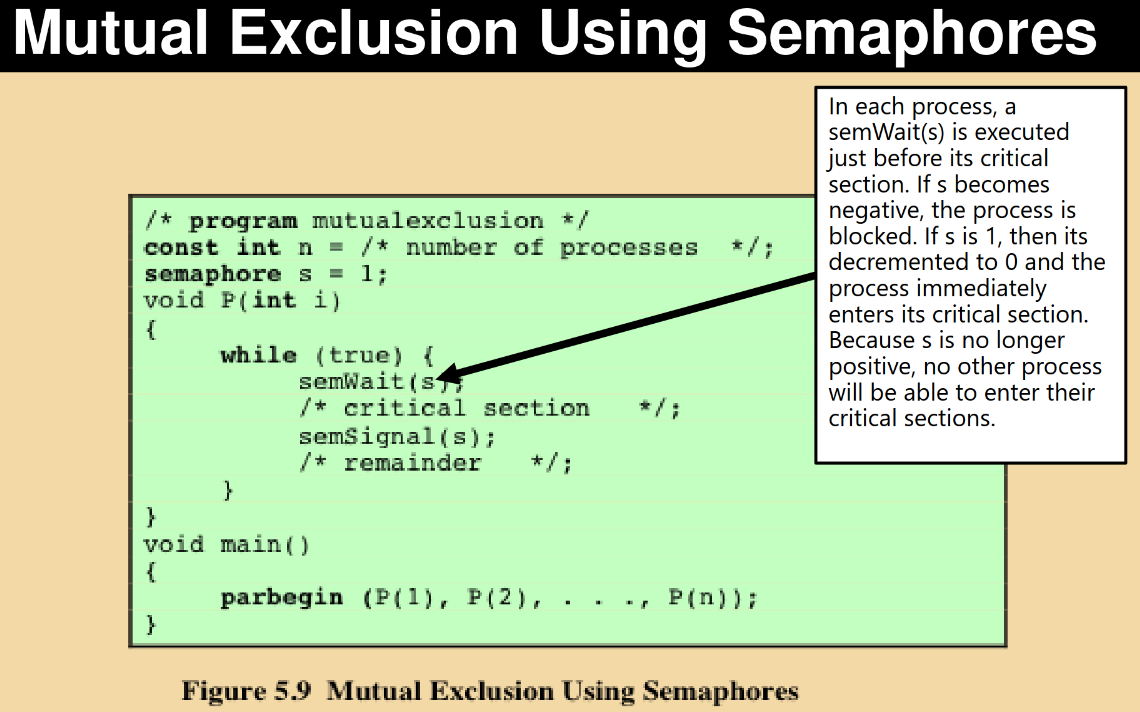 Mutual Exclusion Using Semaphores
In each process, a
semWait(s) is executed
just before its critical
section. If s becomes
negative, the process is
blocked. If s is 1, then its
decremented to 0 and the
process immediately
enters its critical section.
Because s is no longer
positive, no other process
will be able to enter their
critical sections.
/* program mutualexclusion */
const int n = /* number of processes */;
semaphore s = 1;
void P(int i)
{
while (true) {
semWait(s);
/* critical section */;
semSignal(s);
/* remainder */;
}
}
void main()
{
parbegin (P(1), P(2), . . ., P(n));
}
Figure 5.9 Mutual Exclusion Using Semaphores